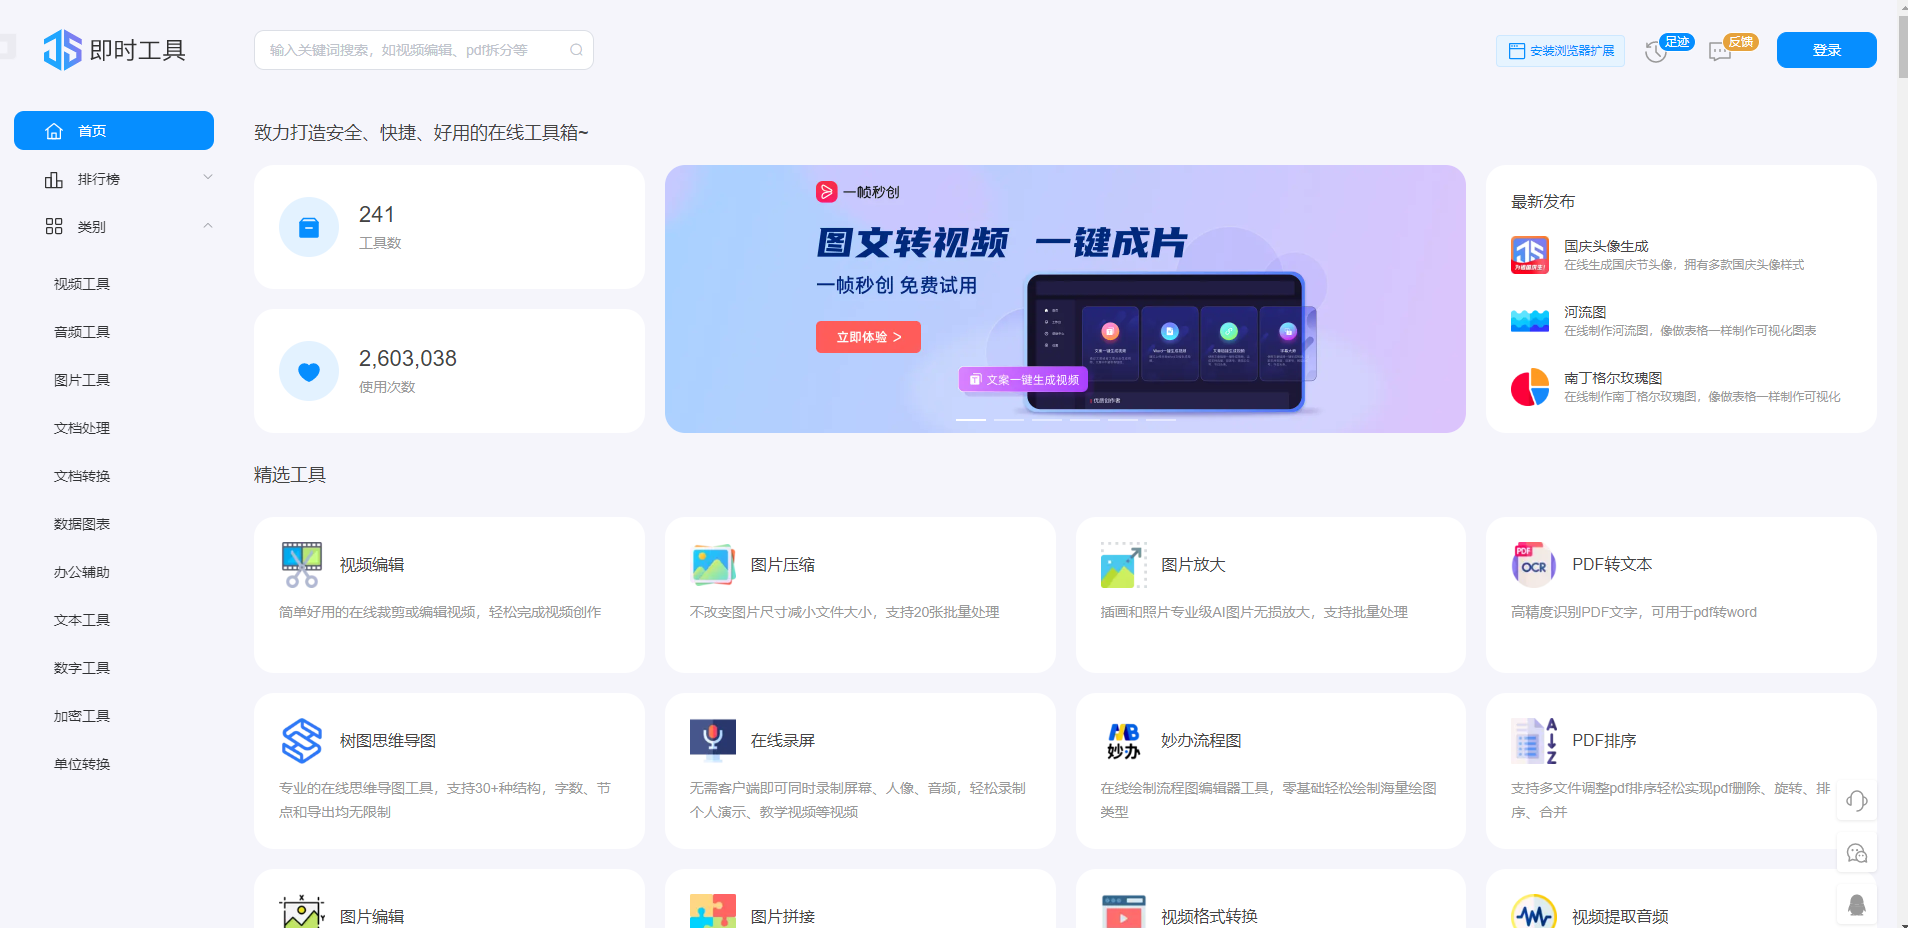 即时工具
输入关键词搜索，如视频编辑、pdf拆分等
安装浏览器扩展
足迹
反馈
登录
首页
排行榜
类别
视频工具
音频工具
图片工具
文档处理
文档转换
数据图表
办公辅助
文本工具
数字工具
加密工具
单位转换
致力打造安全、快捷、好用的在线工具箱~
241
工具数
2,603,038
使用次数
一帧秒创
图文转视频 一键成片
一帧秒创 免费试用
立即体验 >
文案一键生成视频
优质创作者
最新发布
国庆头像生成
在线生成国庆节头像，拥有多款国庆头像样式
河流图
在线制作河流图，像做表格一样制作可视化图表
南丁格尔玫瑰图
在线制作南丁格尔玫瑰图，像做表格一样制作可视化
精选工具
视频编辑
简单好用的在线裁剪或编辑视频，轻松完成视频创作
图片压缩
不改变图片尺寸减小文件大小，支持20张批量处理
图片放大
插画和照片专业级AI图片无损放大，支持批量处理
PDF
OCR
PDF转文本
高精度识别PDF文字，可用于pdf转word
树图思维导图
专业的在线思维导图工具，支持30+种结构，字数、节
点和导出均无限制
在线录屏
无需客户端即可同时录制屏幕、人像、音频，轻松录制
个人演示、教学视频等视频
妙办
妙办流程图
在线绘制流程图编辑器工具，零基础轻松绘制海量绘图
类型
A
Z
PDF排序
支持多文件调整pdf排序轻松实现pdf删除、旋转、排
序、合并
X
Y
图片编辑
图片拼接
视频格式转换
视频提取音频